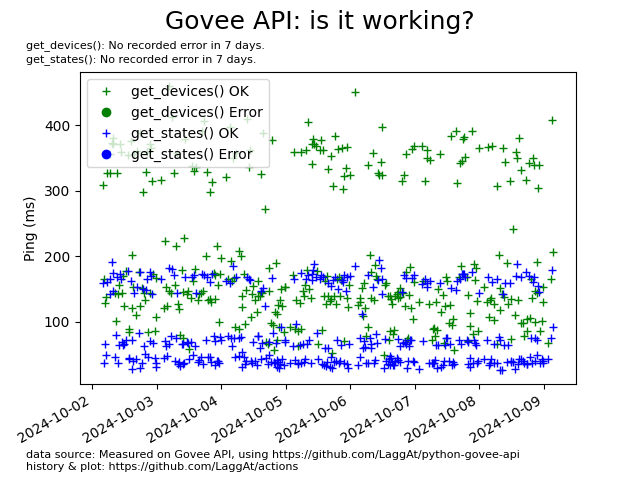 Govee API: is it working?
get_devices(): No recorded error in 7 days.
get_states(): No recorded error in 7 days.
get_devices() OK
get_devices() Error
get_states() OK
get_states() Error
400
300
200
100
Ping (ms)
2024-10-02
2024-10-03
2024-10-04
2024-10-05
2024-10-06
2024-10-07
2024-10-08
2024-10-09
data source: Measured on Govee API, using https://github.com/LaggAt/python-govee-api
history & plot: https://github.com/LaggAt/actions